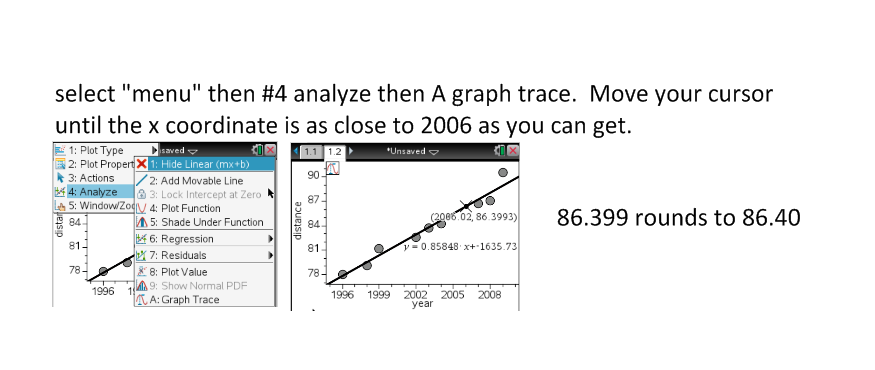 select "menu" then #4 analyze then A graph trace.  Move your cursor
until the x coordinate is as close to 2006 as you can get.
1: Plot Type
2: Plot Propert
3: Actions
4: Analyze
5: Window/Zoo
saved
1: Hide Linear (mx+b)
2: Add Movable Line
3: Lock Intercept at Zero
4: Plot Function
5: Shade Under Function
6: Regression
7: Residuals
8: Plot Value
9: Show Normal PDF
A: Graph Trace
distan
84
81
78
1996
1.1 1.2 *Unsaved
90
87
84
81
78
distance
(2006.02, 86.3993)
y = 0.85848·x+-1635.73
1996 1999 2002 2005 2008
year
86.399 rounds to 86.40